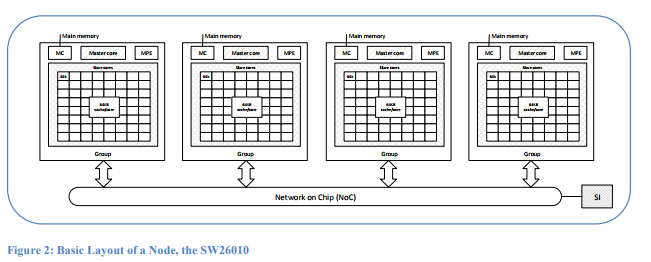 Main memory Main memory Main memory Main memory
MC Master core MPE MC Master core MPE MC Master core MPE MC Master core MPE
Slave cores Slave cores Slave cores Slave cores
64k 64k 64k 64k
64KB 64KB 64KB 64KB
cache/core cache/core cache/core cache/core
Group Group Group Group
Network on Chip (NoC) SI
Figure 2: Basic Layout of a Node, the SW26010